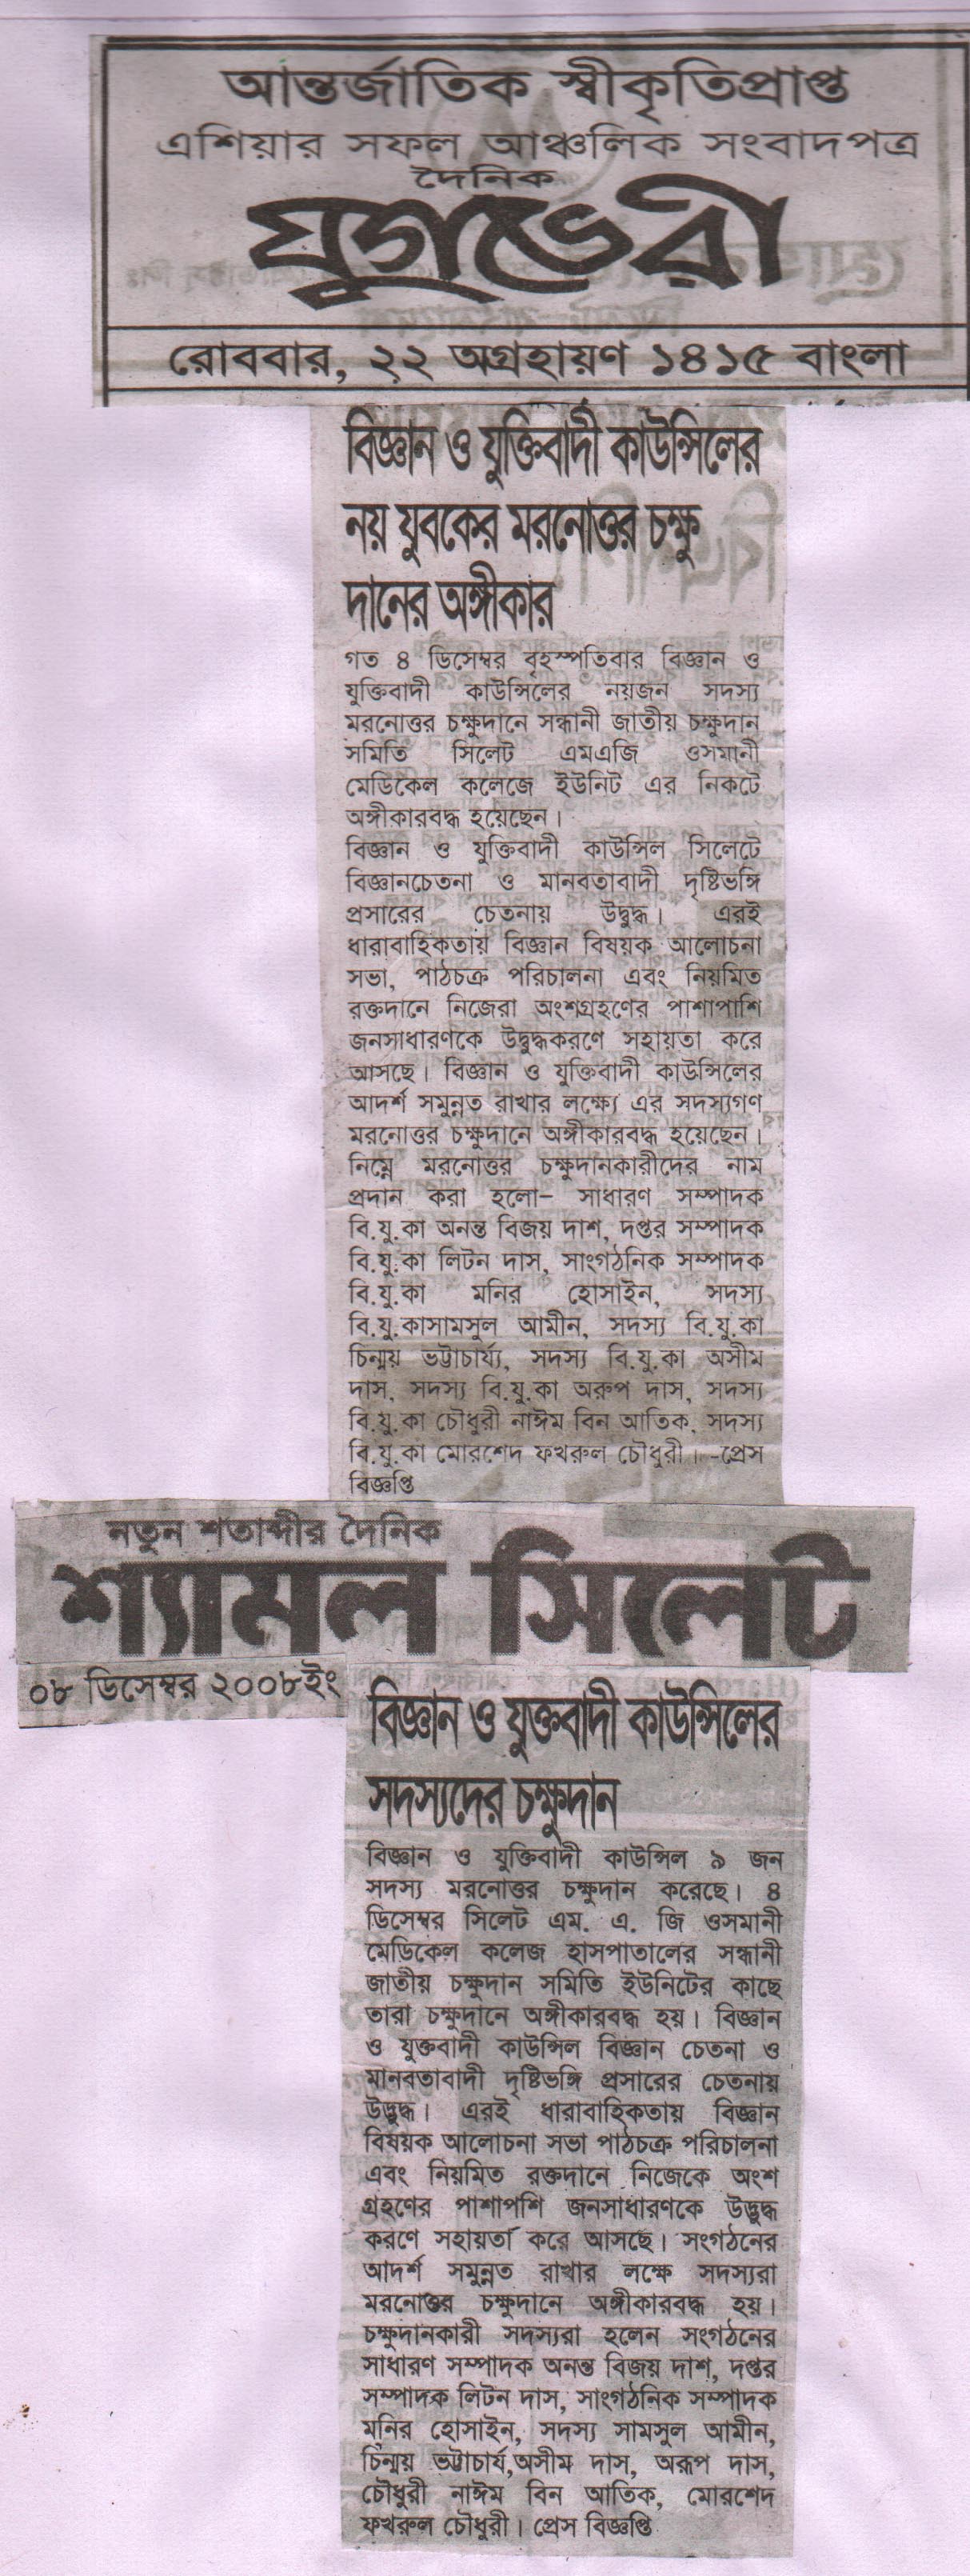 আন্তর্জাতিক স্বীকৃতিপ্রাপ্ত
এশিয়ার সফল আঞ্চলিক সংবাদপত্র
দৈনিক
যুগভেরী
রোববার, ২২ অগ্রহায়ণ ১৪১৫ বাংলা
বিজ্ঞান ও যুক্তিবাদী কাউন্সিলের
নয় যুবকের মরনোত্তর চক্ষু
দানের অঙ্গীকার
গত ৪ ডিসেম্বর বৃহস্পতিবার বিজ্ঞান ও
যুক্তিবাদী কাউন্সিলের নয়জন সদস্য
মরনোত্তর চক্ষুদানে সন্ধানী জাতীয় চক্ষুদান
সমিতি সিলেট এমএজি ওসমানী
মেডিকেল কলেজে ইউনিট এর নিকটে
অঙ্গীকারবদ্ধ হয়েছেন।
বিজ্ঞান ও যুক্তিবাদী কাউন্সিল সিলেটে
বিজ্ঞানচেতনা ও মানবতাবাদী দৃষ্টিভঙ্গি
প্রসারের চেতনায় উদ্বুদ্ধ। এরই
ধারাবাহিকতায় বিজ্ঞান বিষয়ক আলোচনা
সভা, পাঠচক্র পরিচালনা এবং নিয়মিত
রক্তদানে নিজেরা অংশগ্রহণের পাশাপাশি
জনসাধারণকে উদ্বুদ্ধকরণে সহায়তা করে
আসছে। বিজ্ঞান ও যুক্তিবাদী কাউন্সিলের
আদর্শ সমুন্নত রাখার লক্ষ্যে এর সদস্যগণ
মরনোত্তর চক্ষুদানে অঙ্গীকারবদ্ধ হয়েছেন।
নিম্নে মরনোত্তর চক্ষুদানকারীদের নাম
প্রদান করা হলো– সাধারণ সম্পাদক
বি.যু.কা অনন্ত বিজয় দাশ, দপ্তর সম্পাদক
বি.যু.কা লিটন দাস, সাংগঠনিক সম্পাদক
বি.যু.কা মনির হোসাইন, সদস্য
বি.যু.কাসামসুল আমীন, সদস্য বি.যু.কা
চিন্ময় ভট্টাচার্য্য, সদস্য বি.যু.কা অসীম
দাস, সদস্য বি.যু.কা অরুপ দাস, সদস্য
বি.যু.কা চৌধুরী নাঈম বিন আতিক, সদস্য
বি.যু.কা মোরশেদ ফখরুল চৌধুরী। -প্রেস
বিজ্ঞপ্তি
নতুন শতাব্দীর দৈনিক
শ্যামল সিলেট
০৮ ডিসেম্বর ২০০৮ইং
বিজ্ঞান ও যুক্তবাদী কাউন্সিলের
সদস্যদের চক্ষুদান
বিজ্ঞান ও যুক্তিবাদী কাউন্সিল ৯ জন
সদস্য মরনোত্তর চক্ষুদান করেছে। ৪
ডিসেম্বর সিলেট এম. এ. জি ওসমানী
মেডিকেল কলেজ হাসপাতালের সন্ধানী
জাতীয় চক্ষুদান সমিতি ইউনিটের কাছে
তারা চক্ষুদানে অঙ্গীকারবদ্ধ হয়। বিজ্ঞান
ও যুক্তবাদী কাউন্সিল বিজ্ঞান চেতনা ও
মানবতাবাদী দৃষ্টিভঙ্গি প্রসারের চেতনায়
উদ্ভুদ্ধ। এরই ধারাবাহিকতায় বিজ্ঞান
বিষয়ক আলোচনা সভা পাঠচক্র পরিচালনা
এবং নিয়মিত রক্তদানে নিজেকে অংশ
গ্রহণের পাশাপশি জনসাধারণকে উদ্ভুদ্ধ
করণে সহায়তা করে আসছে। সংগঠনের
আদর্শ সমুন্নত রাখার লক্ষে সদস্যরা
মরনোত্তর চক্ষুদানে অঙ্গীকারবদ্ধ হয়।
চক্ষুদানকারী সদস্যরা হলেন সংগঠনের
সাধারণ সম্পাদক অনন্ত বিজয় দাশ, দপ্তর
সম্পাদক লিটন দাস, সাংগঠনিক সম্পাদক
মনির হোসাইন, সদস্য সামসুল আমীন,
চিন্ময় ভট্টাচার্য,অসীম দাস, অরূপ দাস,
চৌধুরী নাঈম বিন আতিক, মোরশেদ
ফখরুল চৌধুরী। প্রেস বিজ্ঞপ্তি